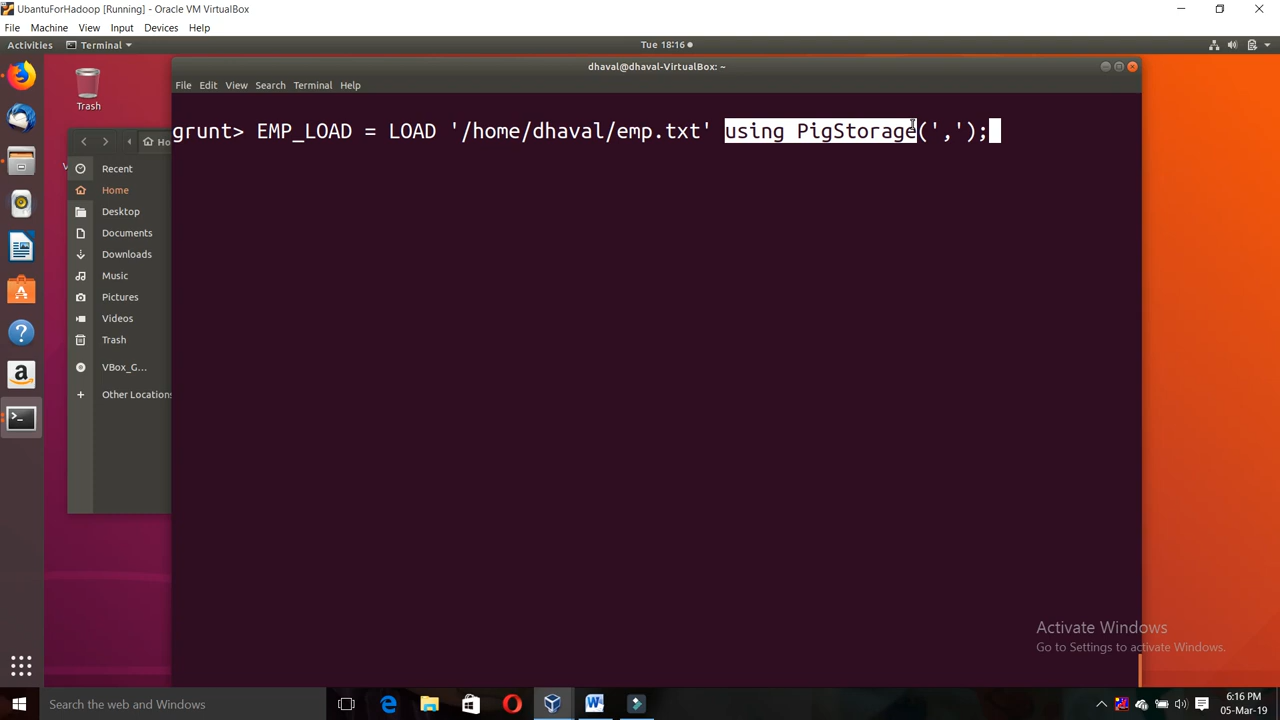 UbantuForHadoop [Running] - Oracle VM VirtualBox
File Machine View Input Devices Help
Activities Terminal Tue 18:16
Trash
dhaval@dhaval-VirtualBox: ~
File Edit View Search Terminal Help
grunt> EMP_LOAD = LOAD '/home/dhaval/emp.txt' using PigStorage(',');
Ho
Recent
Home
Desktop
Documents
Downloads
Music
Pictures
Videos
Trash
VBox_G...
Other Locations
Activate Windows
Go to Settings to activate Windows.
Search the web and Windows
6:16 PM
05-Mar-19